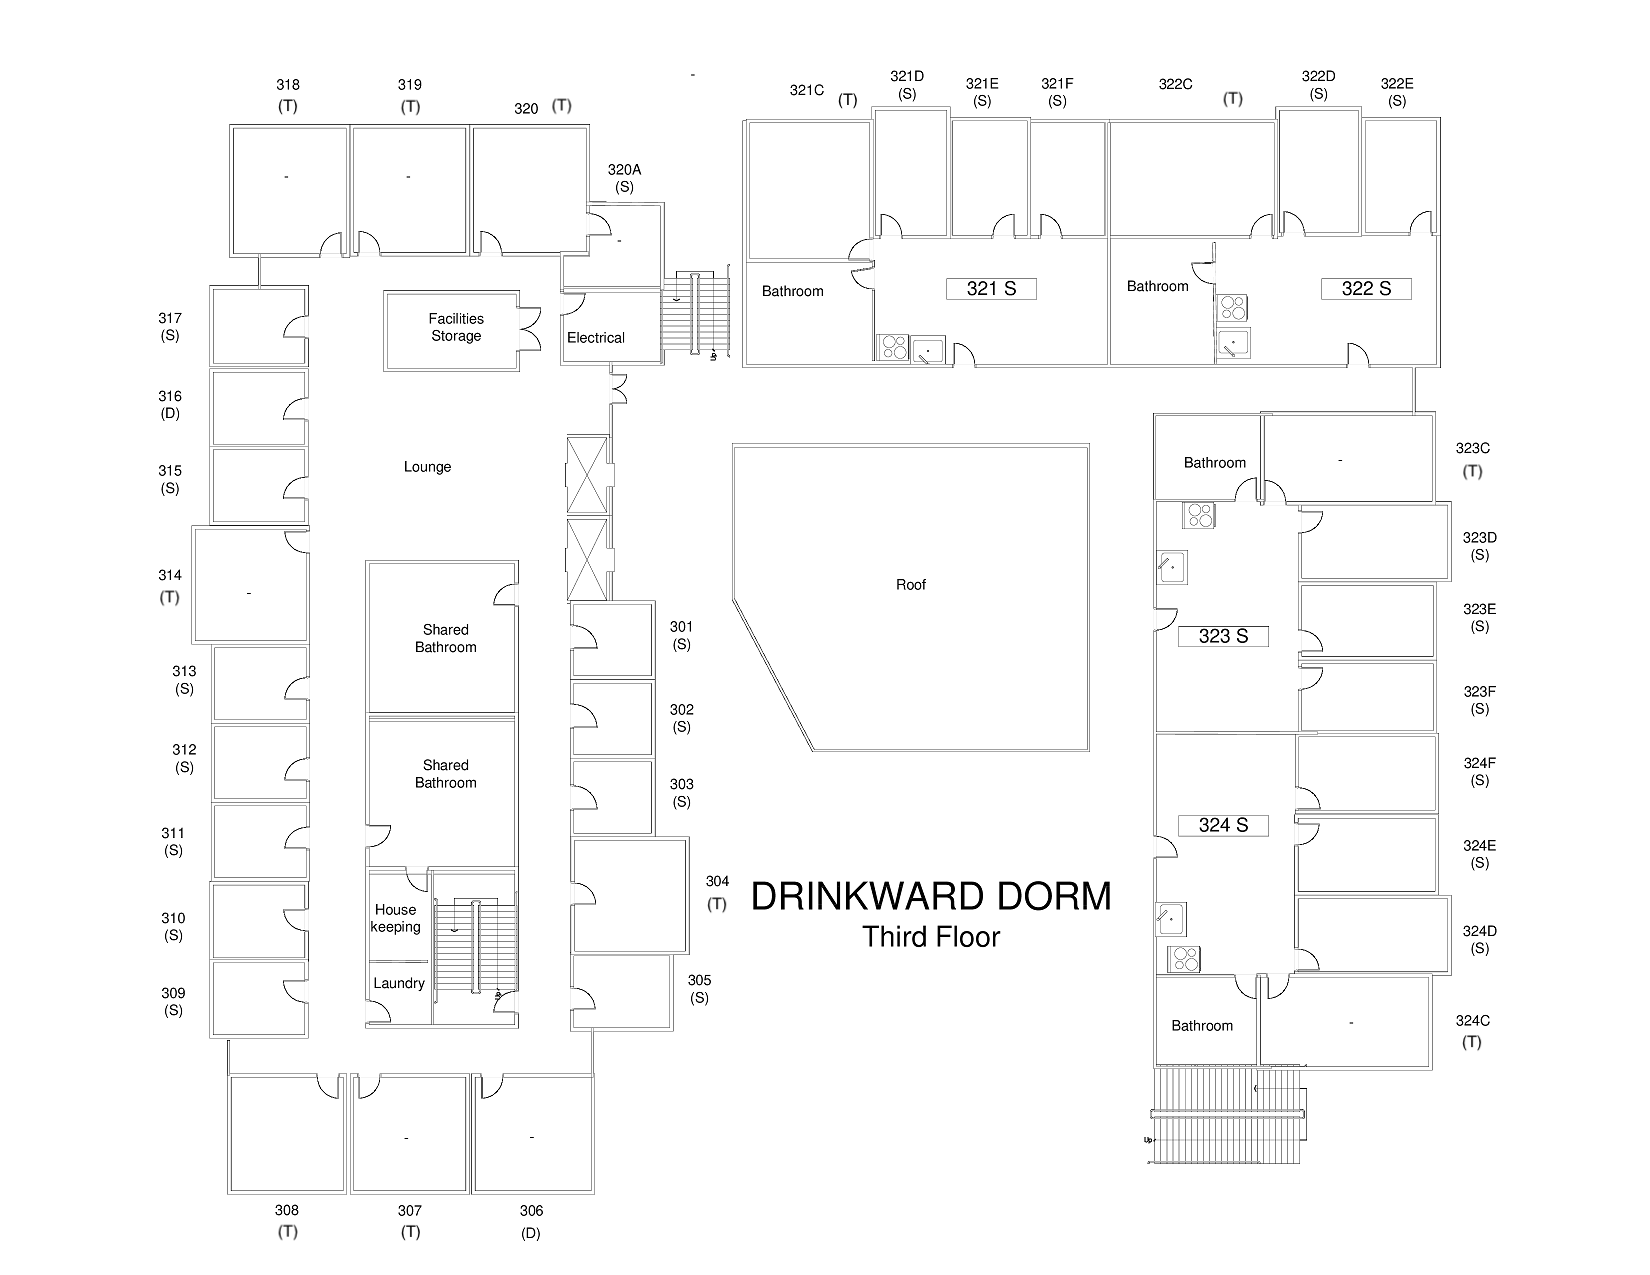 318
(T)
319
(T)
320 (T)
320A
(S)
321C (T)
321D
(S)
321E
(S)
321F
(S)
322C (T)
322D
(S)
322E
(S)
317
(S)
316
(D)
315
(S)
314
(T)
313
(S)
312
(S)
311
(S)
310
(S)
309
(S)
Facilities
Storage
Electrical
Up
Lounge
Shared
Bathroom
Shared
Bathroom
House
keeping
Laundry
Up
301
(S)
302
(S)
303
(S)
304
(T)
305
(S)
308
(T)
307
(T)
306
(D)
Bathroom
321 S
Bathroom
322 S
Roof
DRINKWARD DORM
Third Floor
Bathroom
323 S
324 S
Bathroom
Up
323C
(T)
323D
(S)
323E
(S)
323F
(S)
324F
(S)
324E
(S)
324D
(S)
324C
(T)